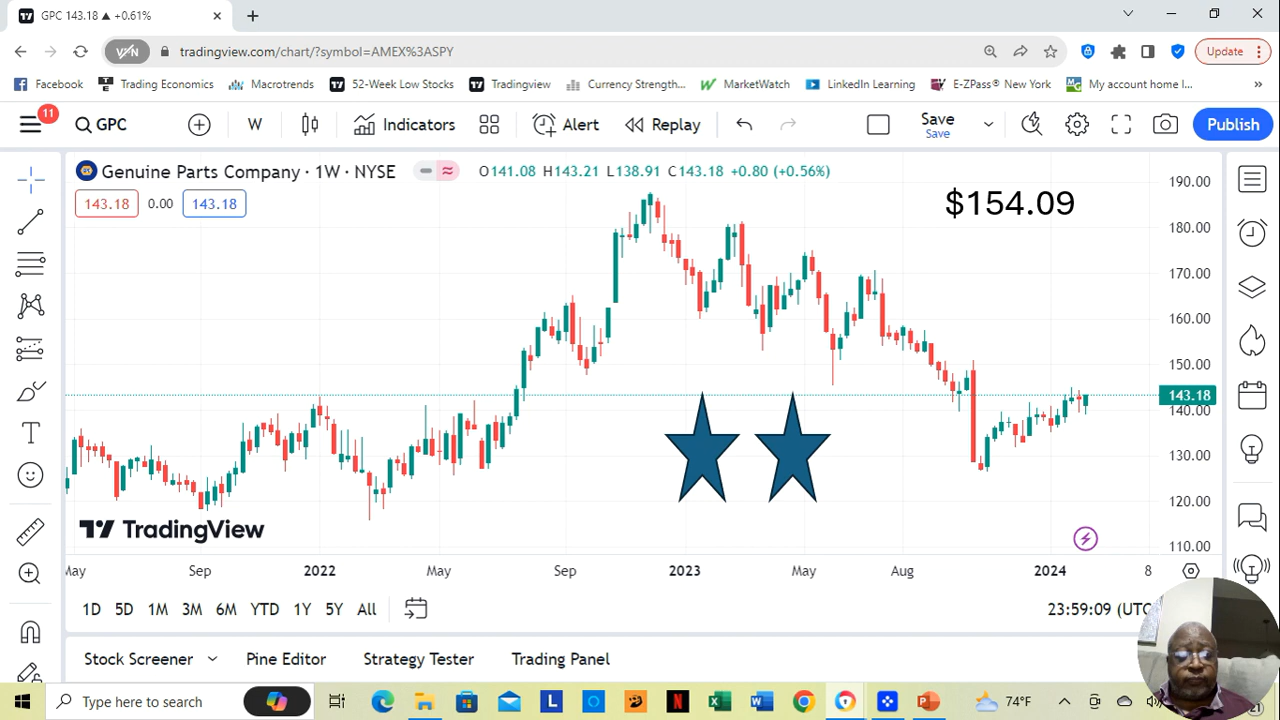 GPC 143.18 ▲ +0.61%
tradingview.com/chart/?symbol=AMEX%3ASPY
Update
Facebook Trading Economics Macrotrends 52-Week Low Stocks Tradingview Currency Strength... MarketWatch LinkedIn Learning E-ZPass® New York My account home l... »
11
GPC W Indicators Alert Replay Save Publish
Save
Genuine Parts Company · 1W · NYSE O141.08 H143.21 L138.91 C143.18 +0.80 (+0.56%)
143.18 0.00 143.18
$154.09
190.00
180.00
170.00
160.00
150.00
143.18
140.00
130.00
120.00
110.00
TradingView
May Sep 2022 May Sep 2023 May Aug 2024 8
1D 5D 1M 3M 6M YTD 1Y 5Y All 23:59:09 (UTC
Stock Screener Pine Editor Strategy Tester Trading Panel
Type here to search 74°F 21